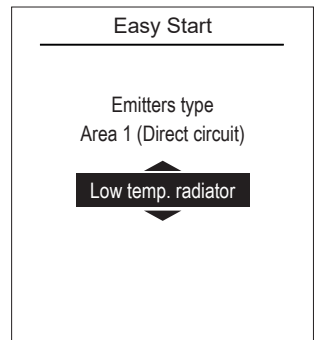 Easy Start
Emitters type
Area 1 (Direct circuit)
Low temp. radiator